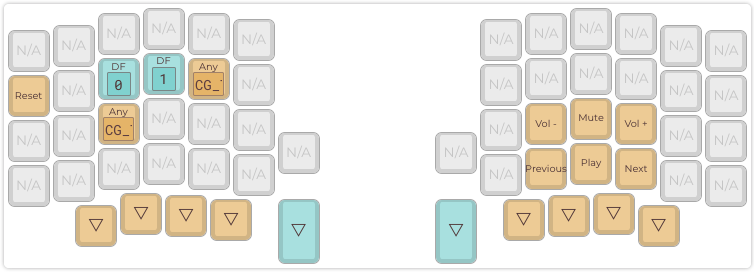 N/A N/A N/A N/A N/A N/A N/A N/A N/A N/A N/A N/A
Reset N/A DF 0 DF 1 Any CG_ N/A N/A N/A N/A N/A N/A N/A
N/A N/A Any CG_ N/A N/A N/A N/A Vol - Mute Vol + N/A N/A
N/A N/A N/A N/A N/A N/A N/A N/A N/A Previous Play Next N/A N/A